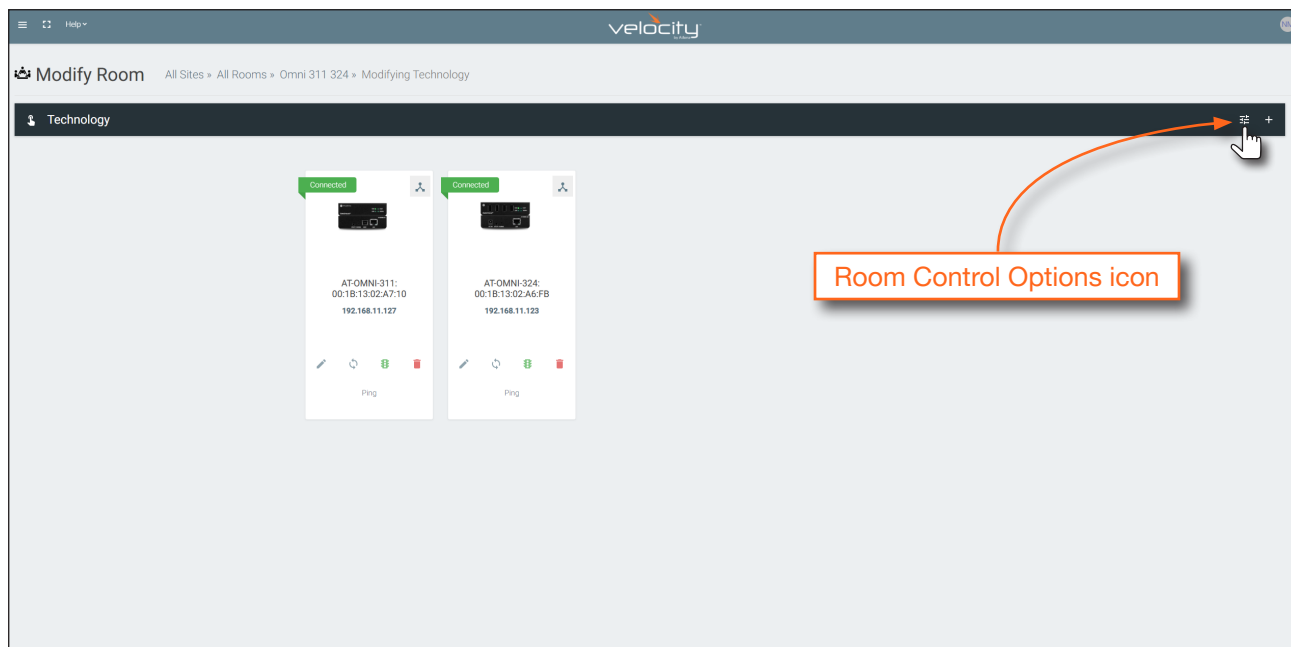 Help
velocity
by Atlona
Modify Room
All Sites » All Rooms » Omni 311 324 » Modifying Technology
Technology
+
Room Control Options icon
Connected
Connected
AT-OMNI-311:
00:1B:13:02:A7:10
192.168.11.127
AT-OMNI-324:
00:1B:13:02:A6:FB
192.168.11.123
Ping
Ping